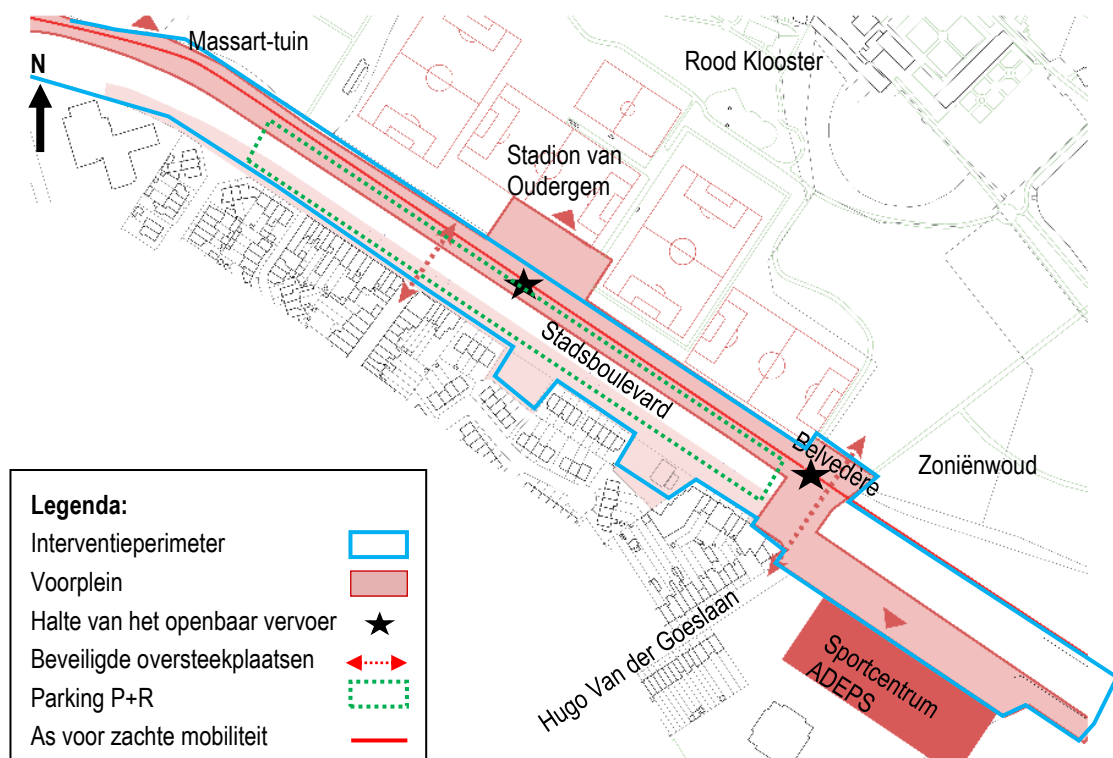 Massart-tuin
N
Rood Klooster
Stadion van
Oudergem
Stadsboulevard
Belvedère
Zoniënwoud
Hugo Van der Goeslaan
Sportcentrum
ADEPS
Legenda:
Interventieperimeter
Voorplein
Halte van het openbaar vervoer
Beveiligde oversteekplaatsen
Parking P+R
As voor zachte mobiliteit